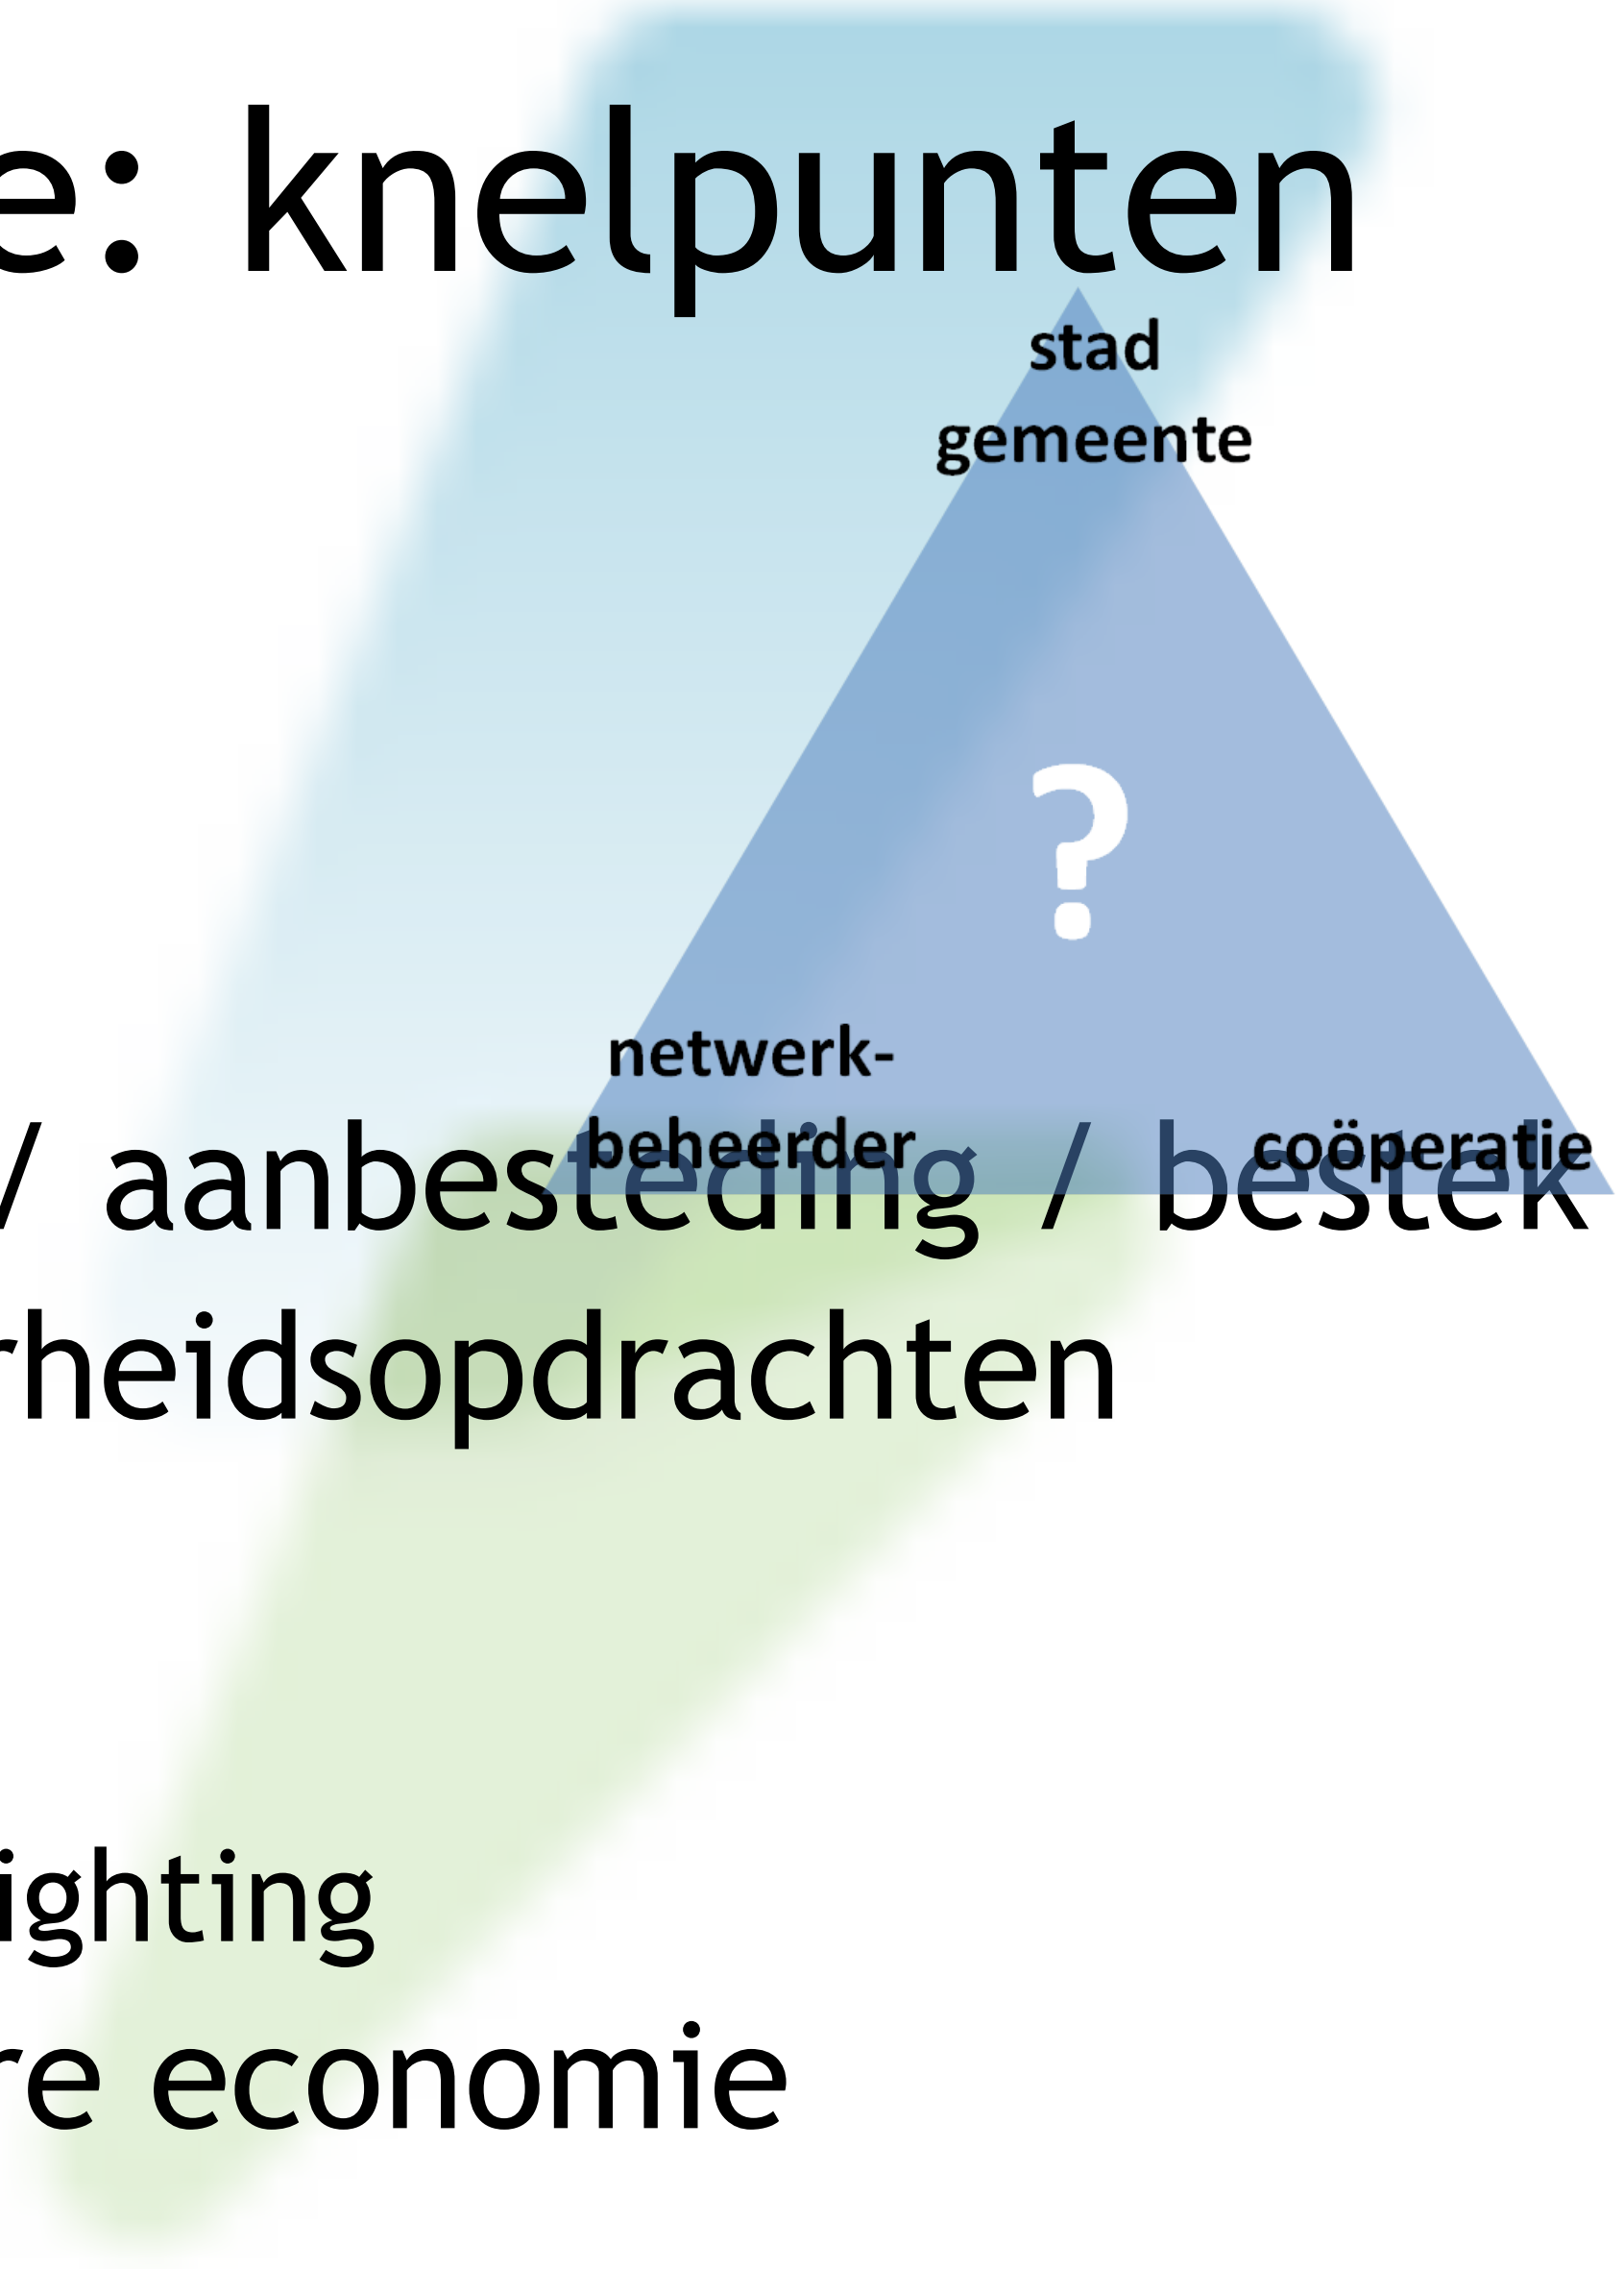 e: knelpunten
stad
gemeente
?
netwerk-
beheerder
coöperatie
/ aanbesteding / bestek
rheidsopdrachten
ighting
re economie